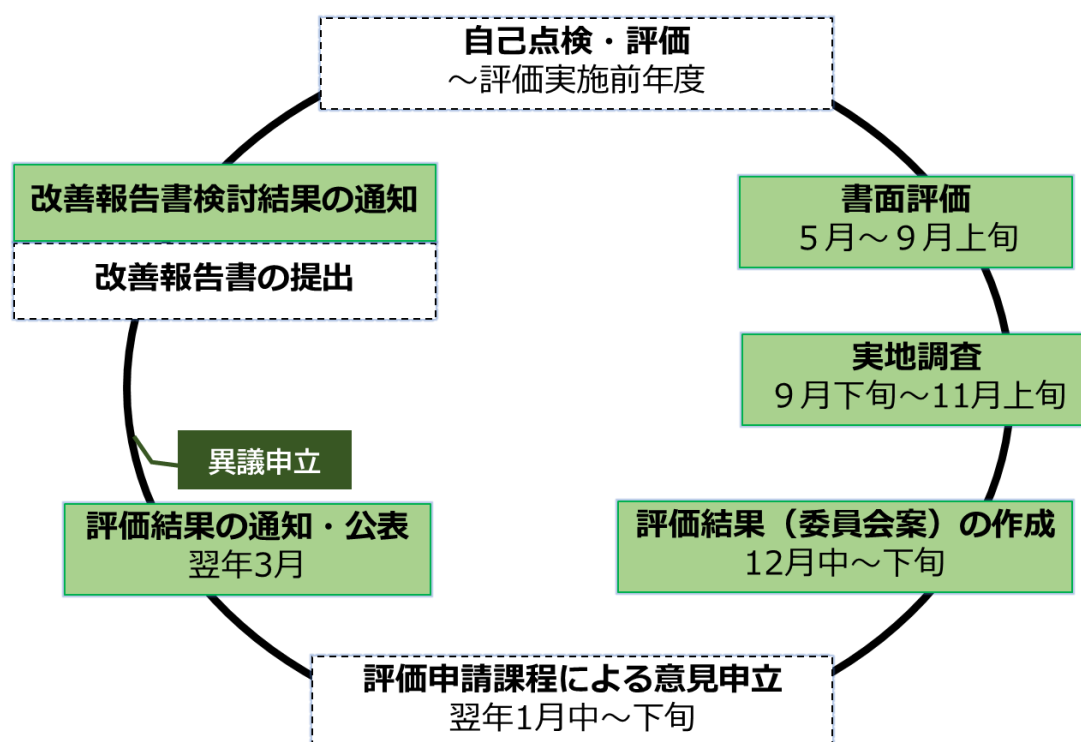 自己点検・評価
～評価実施前年度
書面評価
５月～９月上旬
実地調査
９月下旬～11月上旬
評価結果（委員会案）の作成
12月中～下旬
評価申請課程による意見申立
翌年1月中～下旬
評価結果の通知・公表
翌年3月
異議申立
改善報告書の提出
改善報告書検討結果の通知